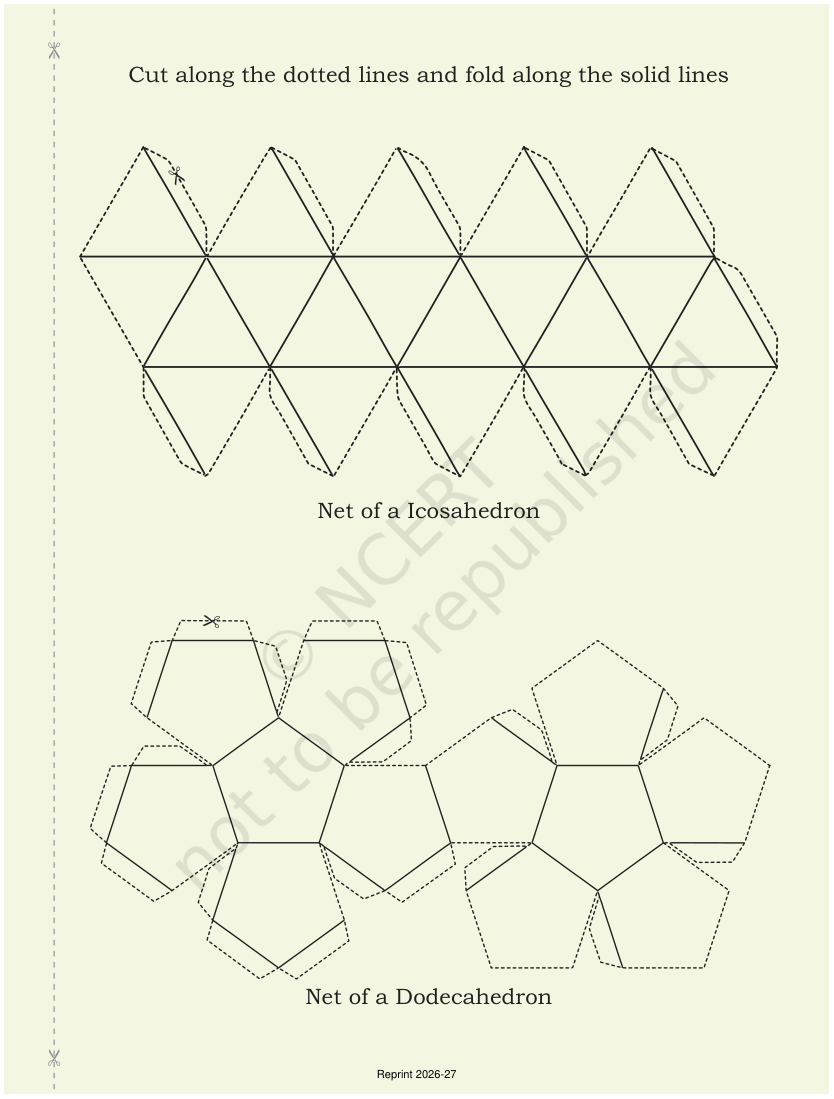 Cut along the dotted lines and fold along the solid lines
Net of a Icosahedron
© NCERT
not to be republished
Net of a Dodecahedron
Reprint 2026-27